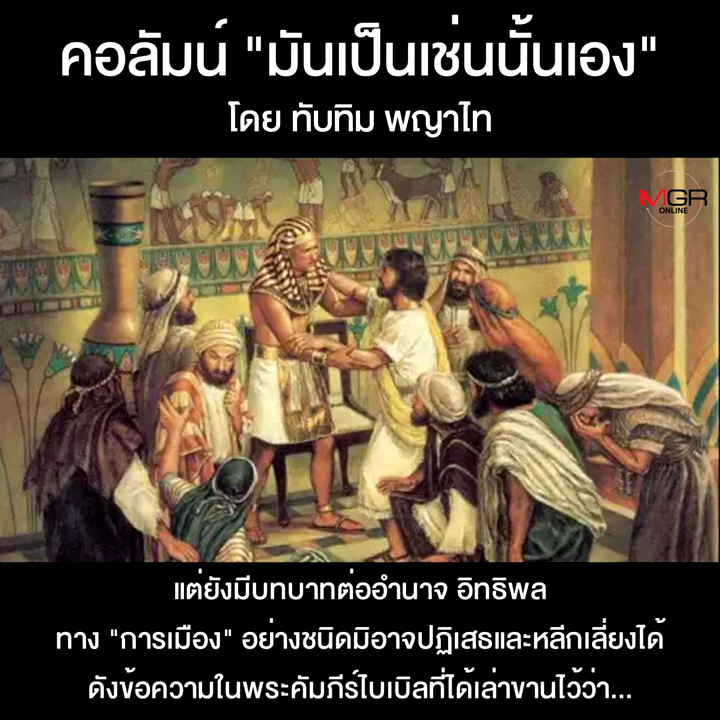 คอลัมน์ "มันเป็นเช่นนั้นเอง"
โดย ทับทิม พญาไท
MGR
ONLINE
แต่ยังมีบทบาทต่ออำนาจ อิทธิพล
ทาง "การเมือง" อย่างชนิดมิอาจปฏิเสธและหลีกเลี่ยงได้
ดังข้อความในพระคัมภีร์ไบเบิลที่ได้เล่าขานไว้ว่า...